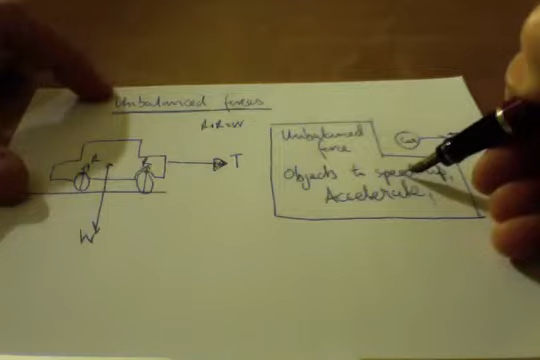 Unbalanced forces
R+R=W
R
R
T
W
Unbalanced
force
Objects to speed up,
Accelerate,